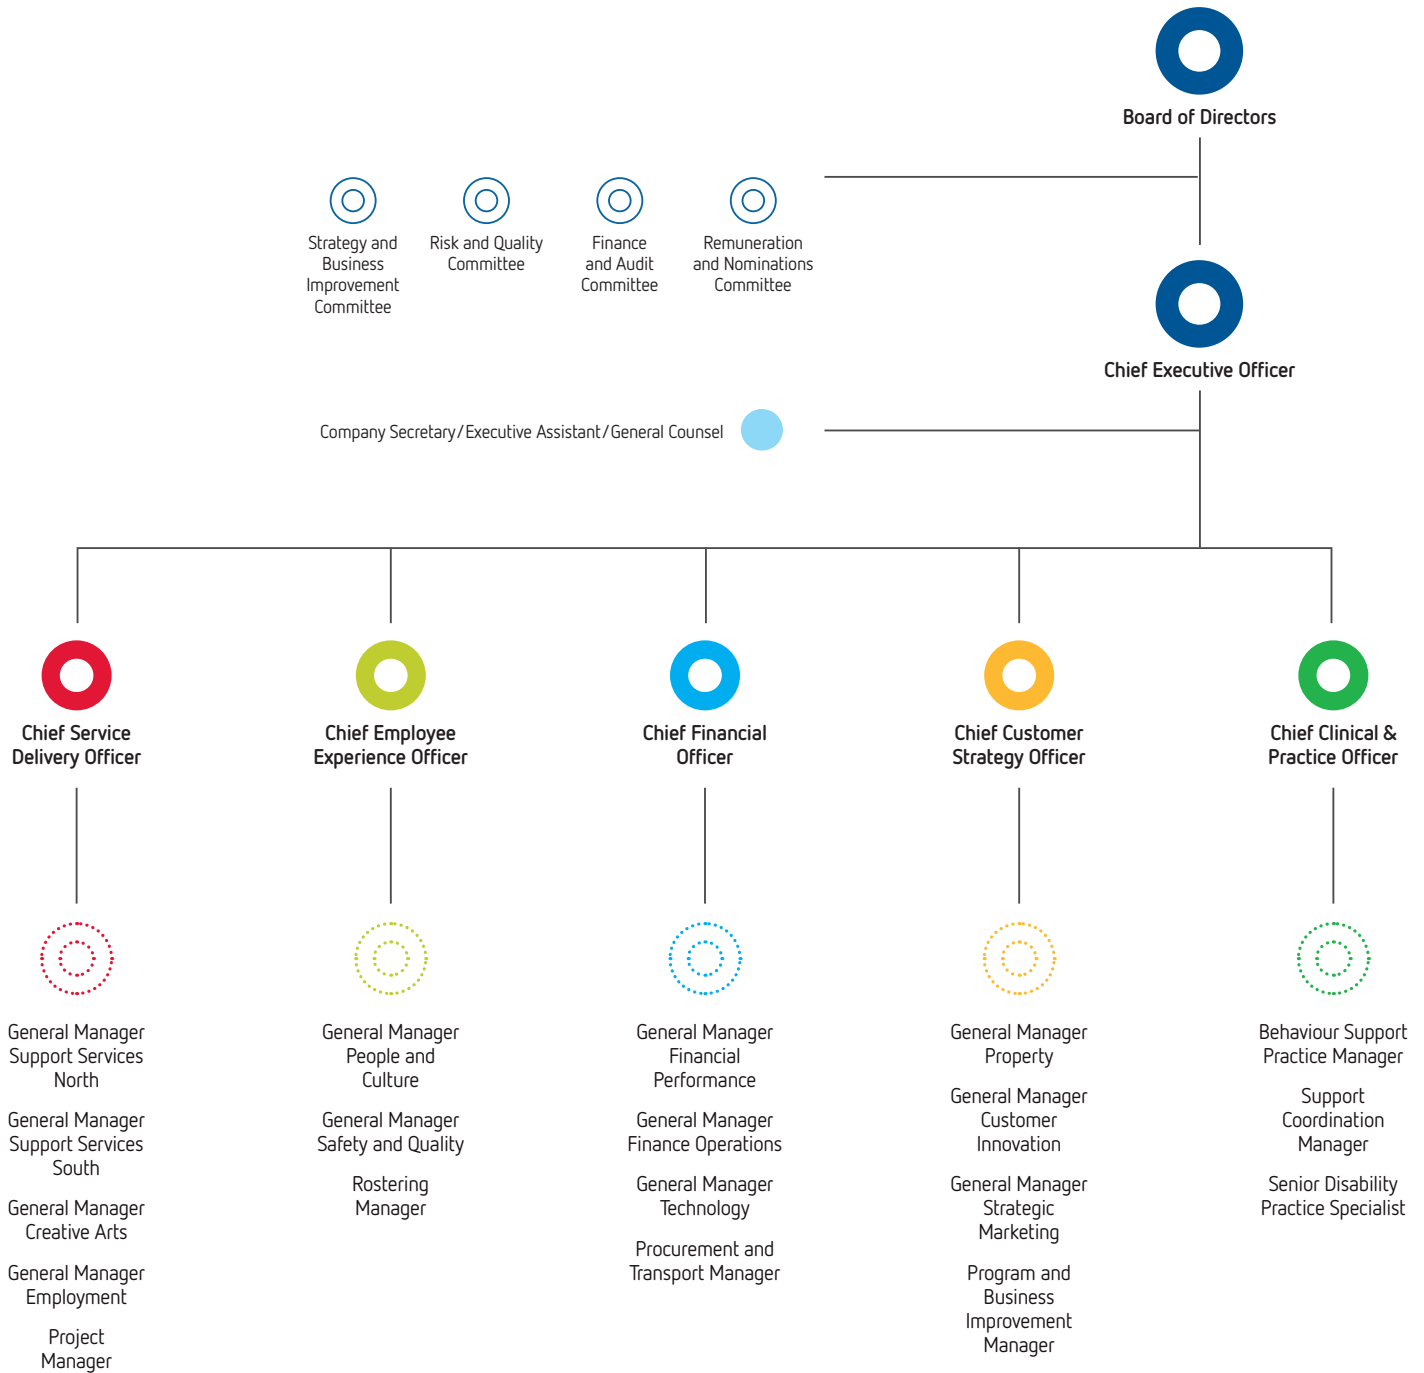 Board of Directors
Strategy and
Business
Improvement
Committee
Risk and Quality
Committee
Finance
and Audit
Committee
Remuneration
and Nominations
Committee
Chief Executive Officer
Company Secretary/Executive Assistant/General Counsel
Chief Service
Delivery Officer
Chief Employee
Experience Officer
Chief Financial
Officer
Chief Customer
Strategy Officer
Chief Clinical &
Practice Officer
General Manager
Support Services
North
General Manager
Support Services
South
General Manager
Creative Arts
General Manager
Employment
Project
Manager
General Manager
People and
Culture
General Manager
Safety and Quality
Rostering
Manager
General Manager
Financial
Performance
General Manager
Finance Operations
General Manager
Technology
Procurement and
Transport Manager
General Manager
Property
General Manager
Customer
Innovation
General Manager
Strategic
Marketing
Program and
Business
Improvement
Manager
Behaviour Support
Practice Manager
Support
Coordination
Manager
Senior Disability
Practice Specialist